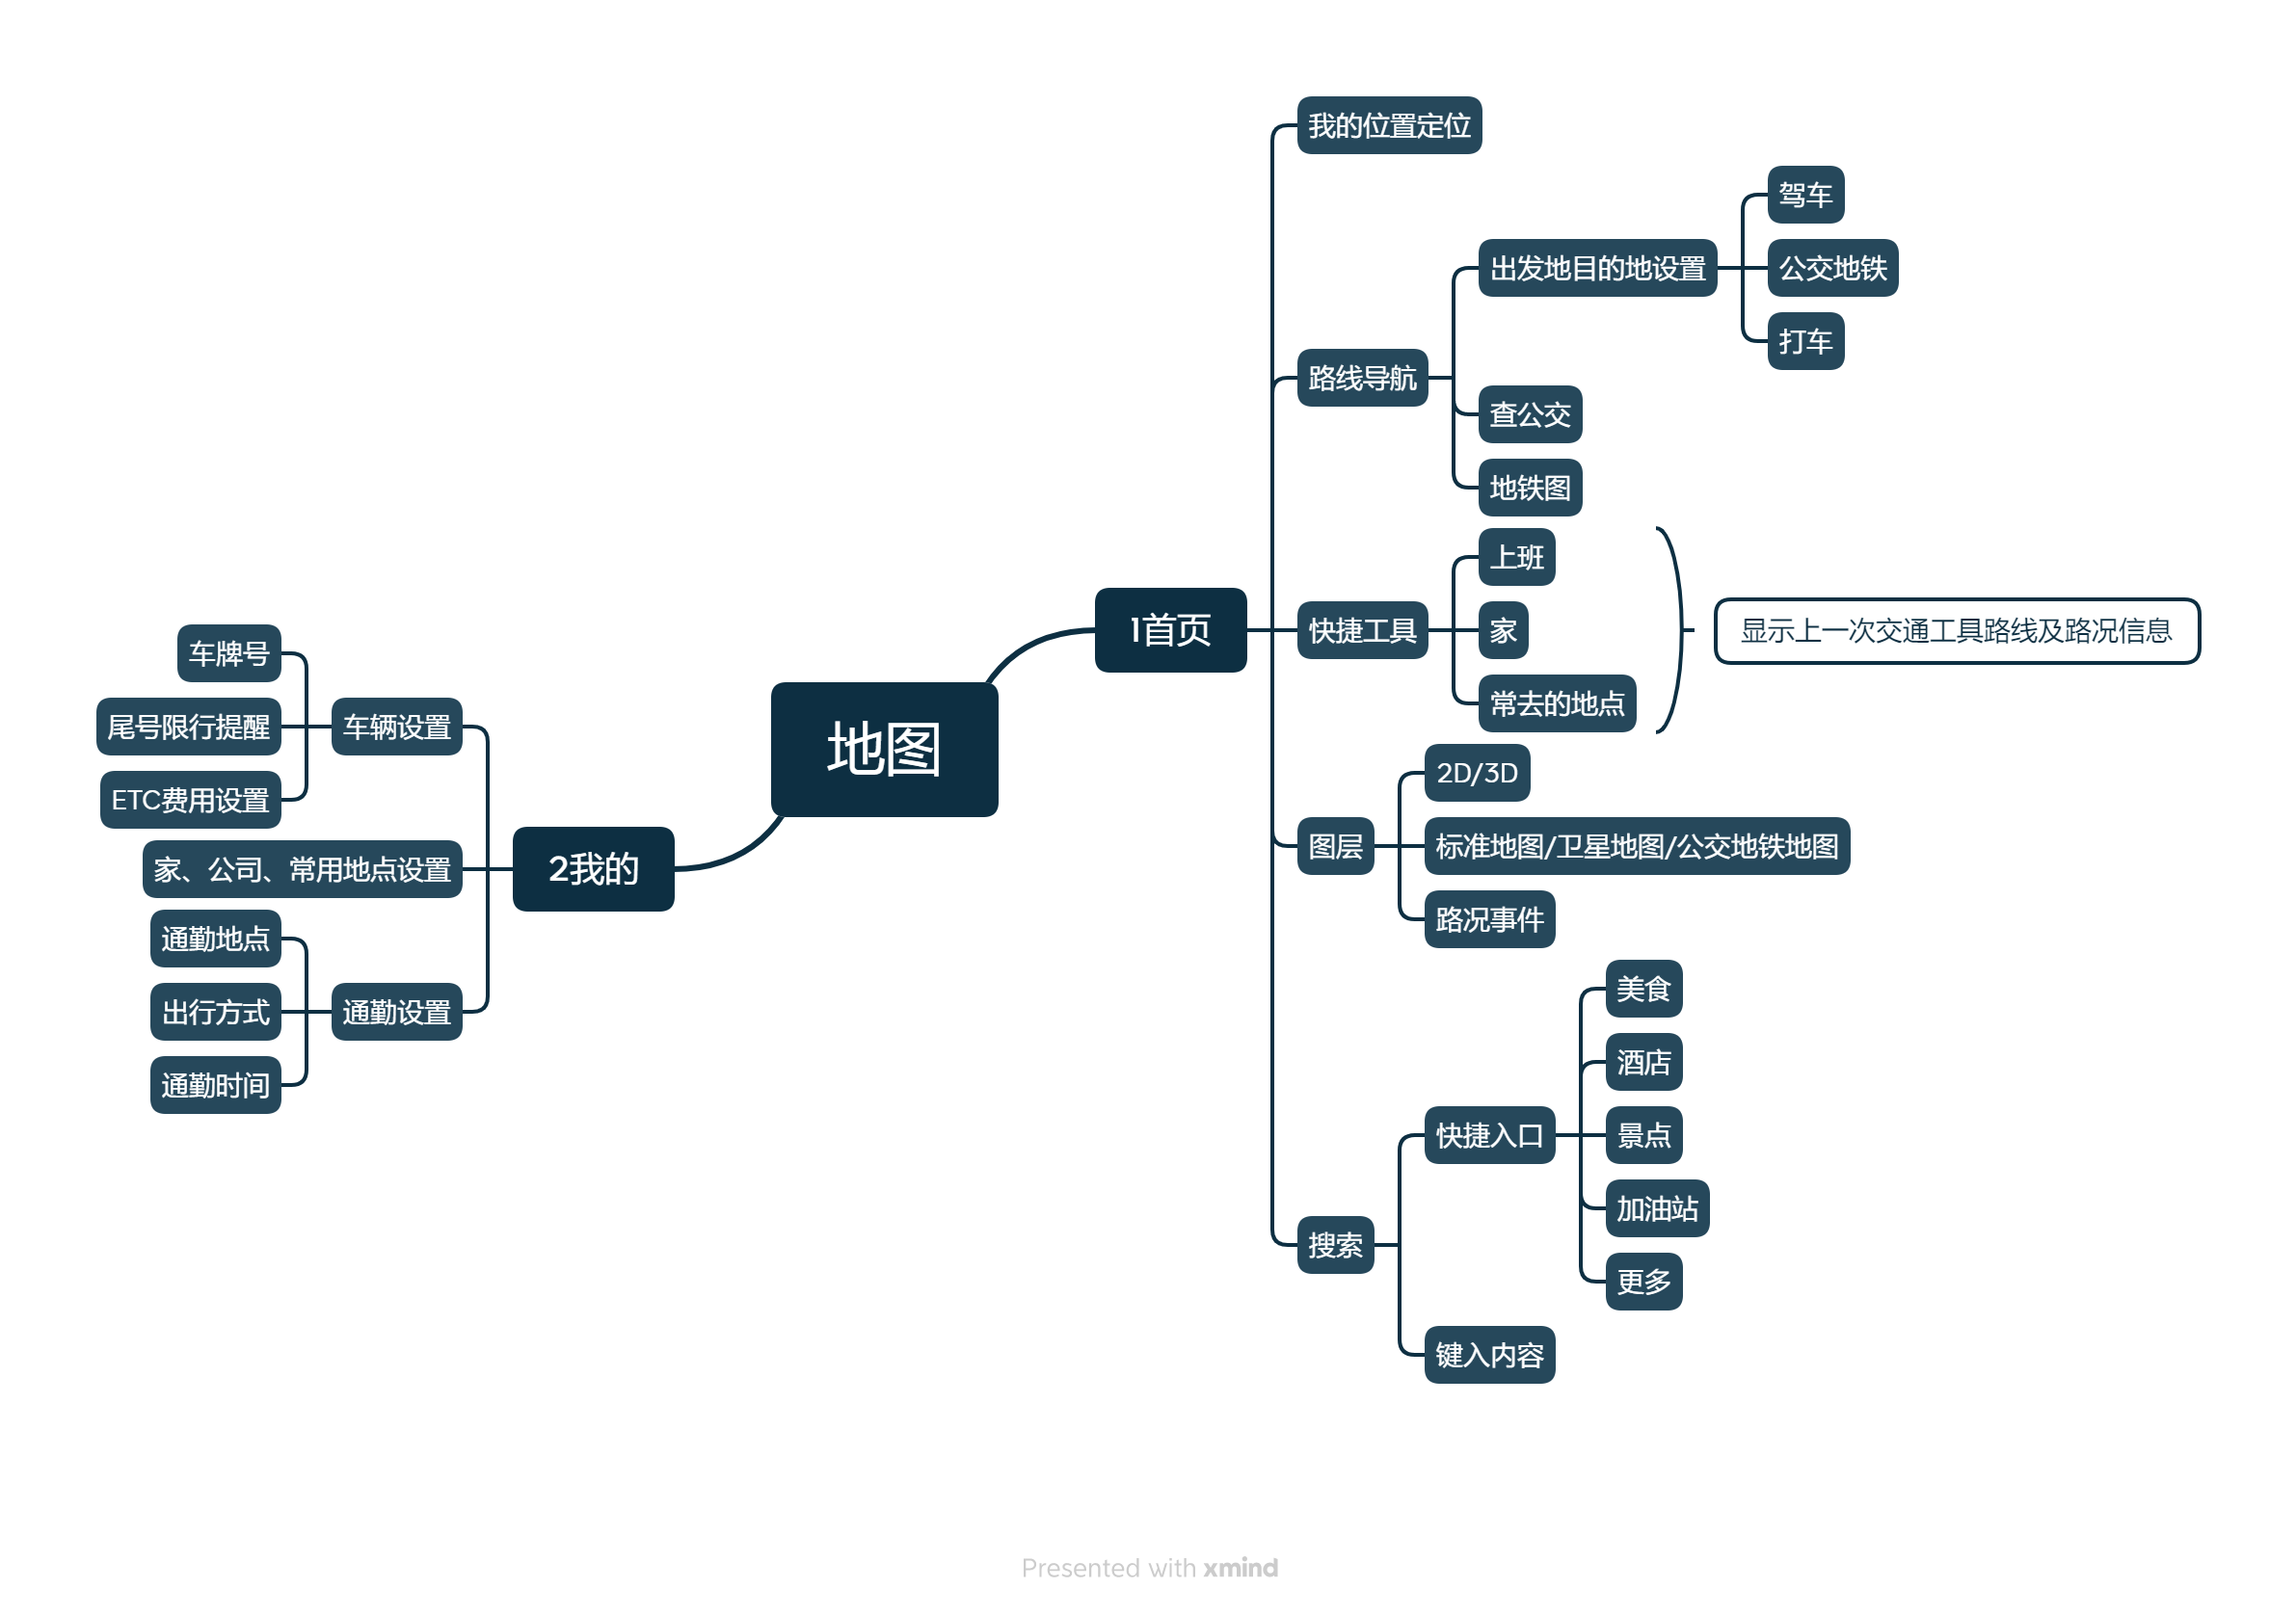 地图
1首页
我的位置定位
路线导航
出发地目的地设置
驾车
公交地铁
打车
查公交
地铁图
快捷工具
上班
家
常去的地点
显示上一次交通工具路线及路况信息
图层
2D/3D
标准地图/卫星地图/公交地铁地图
路况事件
搜索
快捷入口
美食
酒店
景点
加油站
更多
键入内容
2我的
车辆设置
车牌号
尾号限行提醒
ETC费用设置
家、公司、常用地点设置
通勤设置
通勤地点
出行方式
通勤时间
Presented with xmind